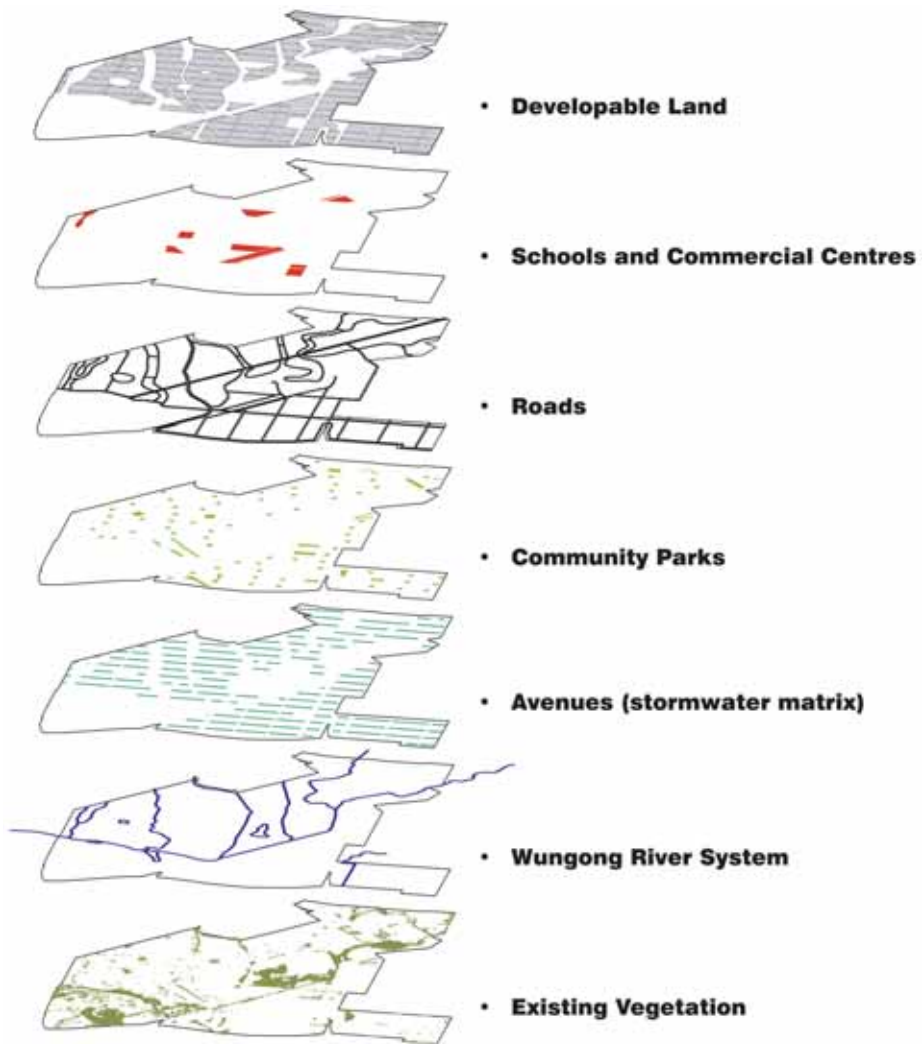 • Developable Land
• Schools and Commercial Centres
• Roads
• Community Parks
• Avenues (stormwater matrix)
• Wungong River System
• Existing Vegetation